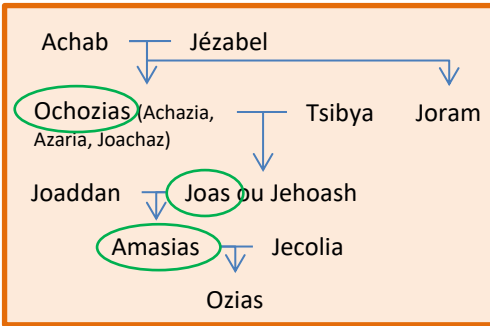 Achab Jézabel
Ochozias (Achazia, Tsibya Joram
Azaria, Joachaz)
Joaddan Joas ou Jehoash
Amasias Jecolia
Ozias